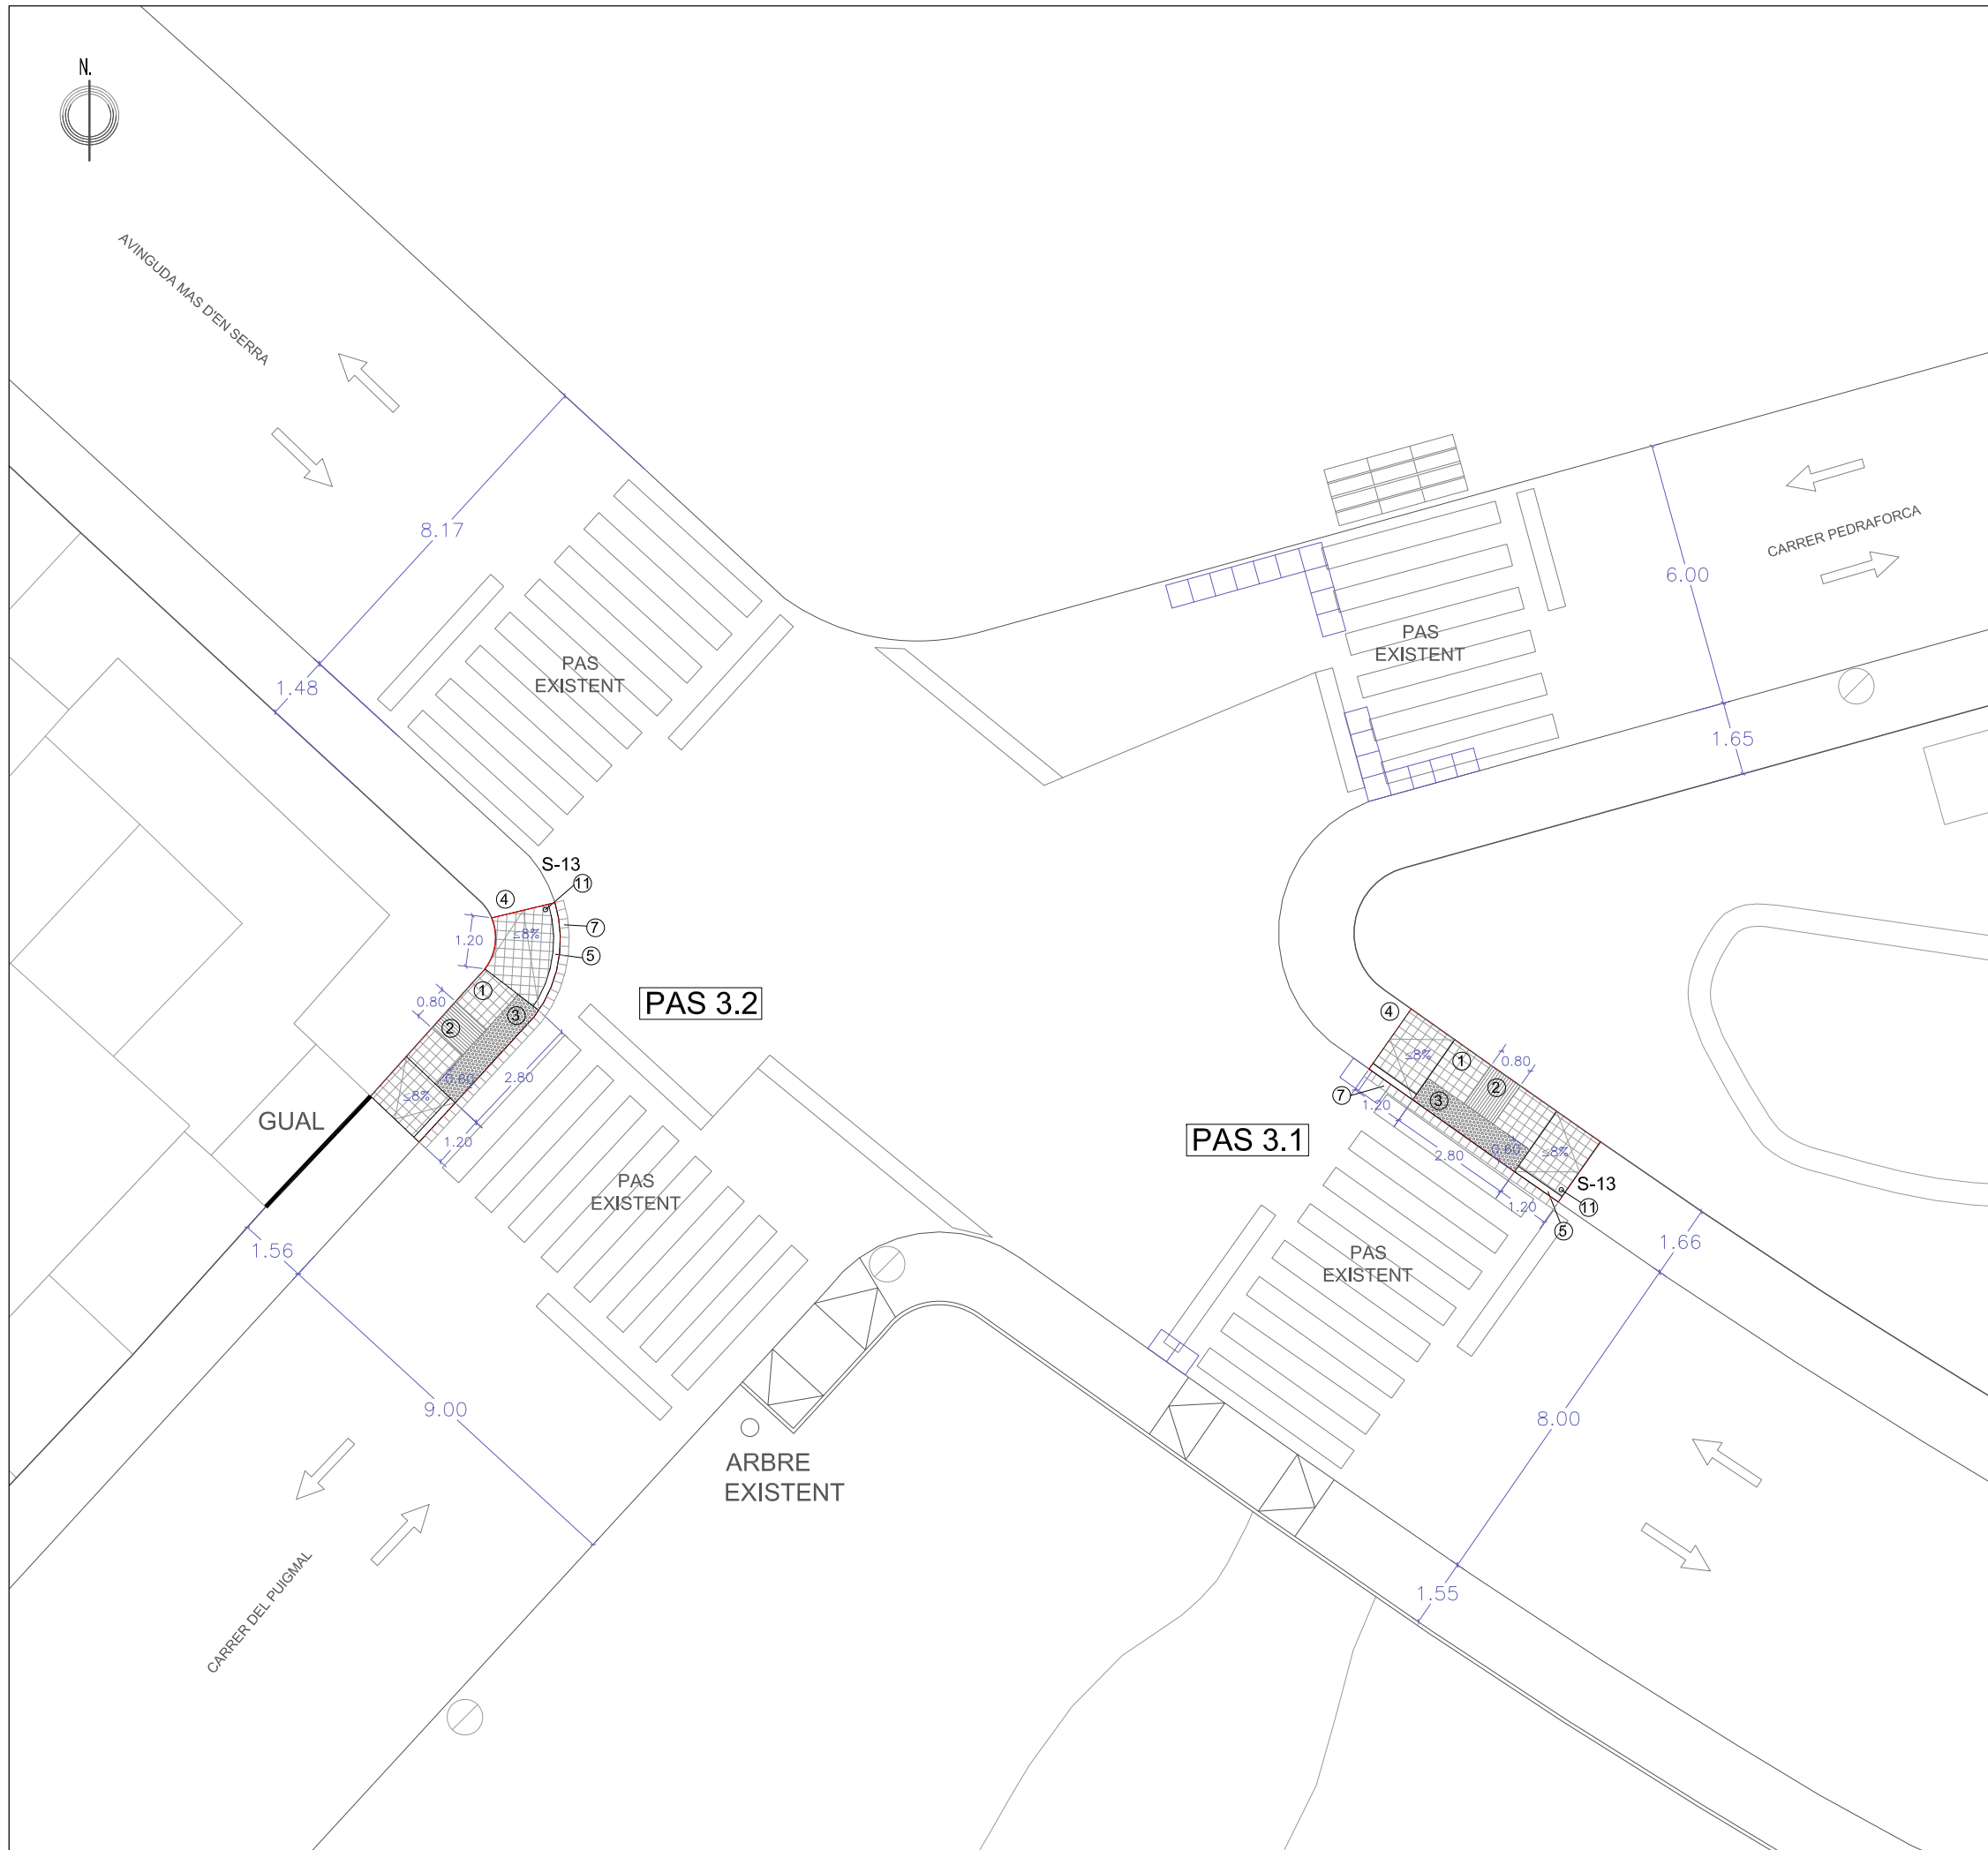 N.
AVINGUDA MAS D'EN SERRA
8.17
1.48
PAS
EXISTENT
CARRER PEDRAFORCA
6.00
PAS
EXISTENT
1.65
S-13
11
4
7
≤8%
1.20
5
1
0.80
3
2
PAS 3.2
2.80
0.60
≤8%
GUAL
1.20
4
≤8%
1
0.80
2
7
3
1.20
PAS 3.1
2.80
0.60
≤8%
S-13
11
1.20
5
PAS
EXISTENT
1.56
1.66
PAS
EXISTENT
9.00
8.00
ARBRE
EXISTENT
CARRER DEL PUIGMAL
1.55